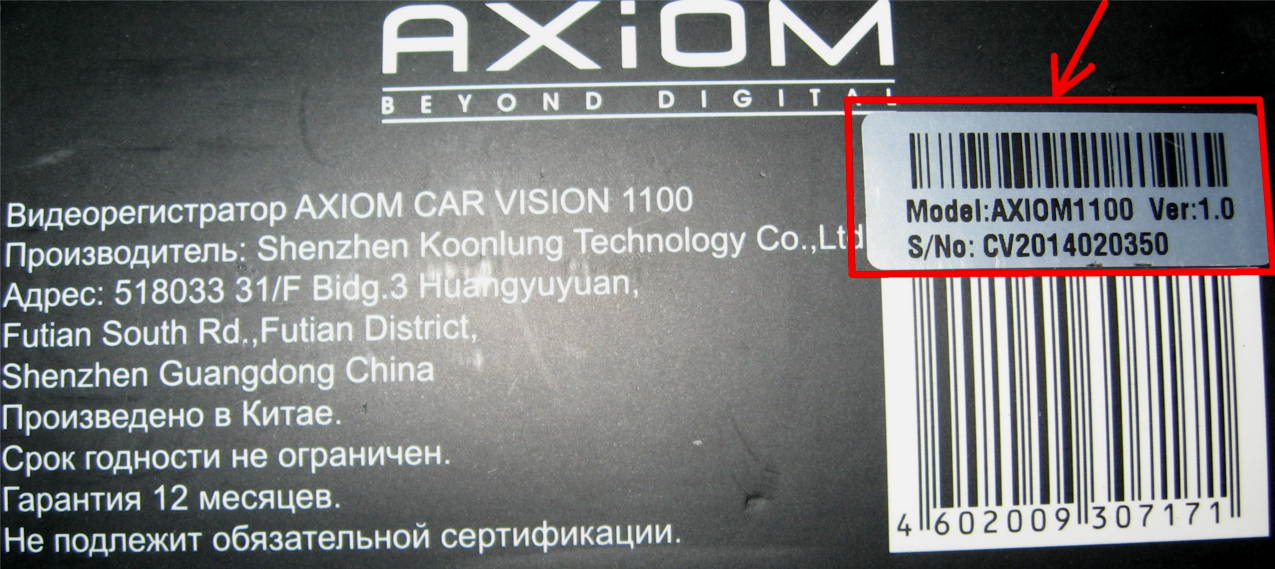 AXiOM
BEYOND DIGITAL
Видеорегистратор AXIOM CAR VISION 1100
Производитель: Shenzhen Koonlung Technology Co.,Ltd
Адрес: 518033 31/F Bidg.3 Huangyuyuan,
Futian South Rd.,Futian District,
Shenzhen Guangdong China
Произведено в Китае.
Срок годности не ограничен.
Гарантия 12 месяцев.
Не подлежит обязательной сертификации.
Model:AXIOM1100 Ver:1.0
S/No: CV2014020350
4 602009 307171